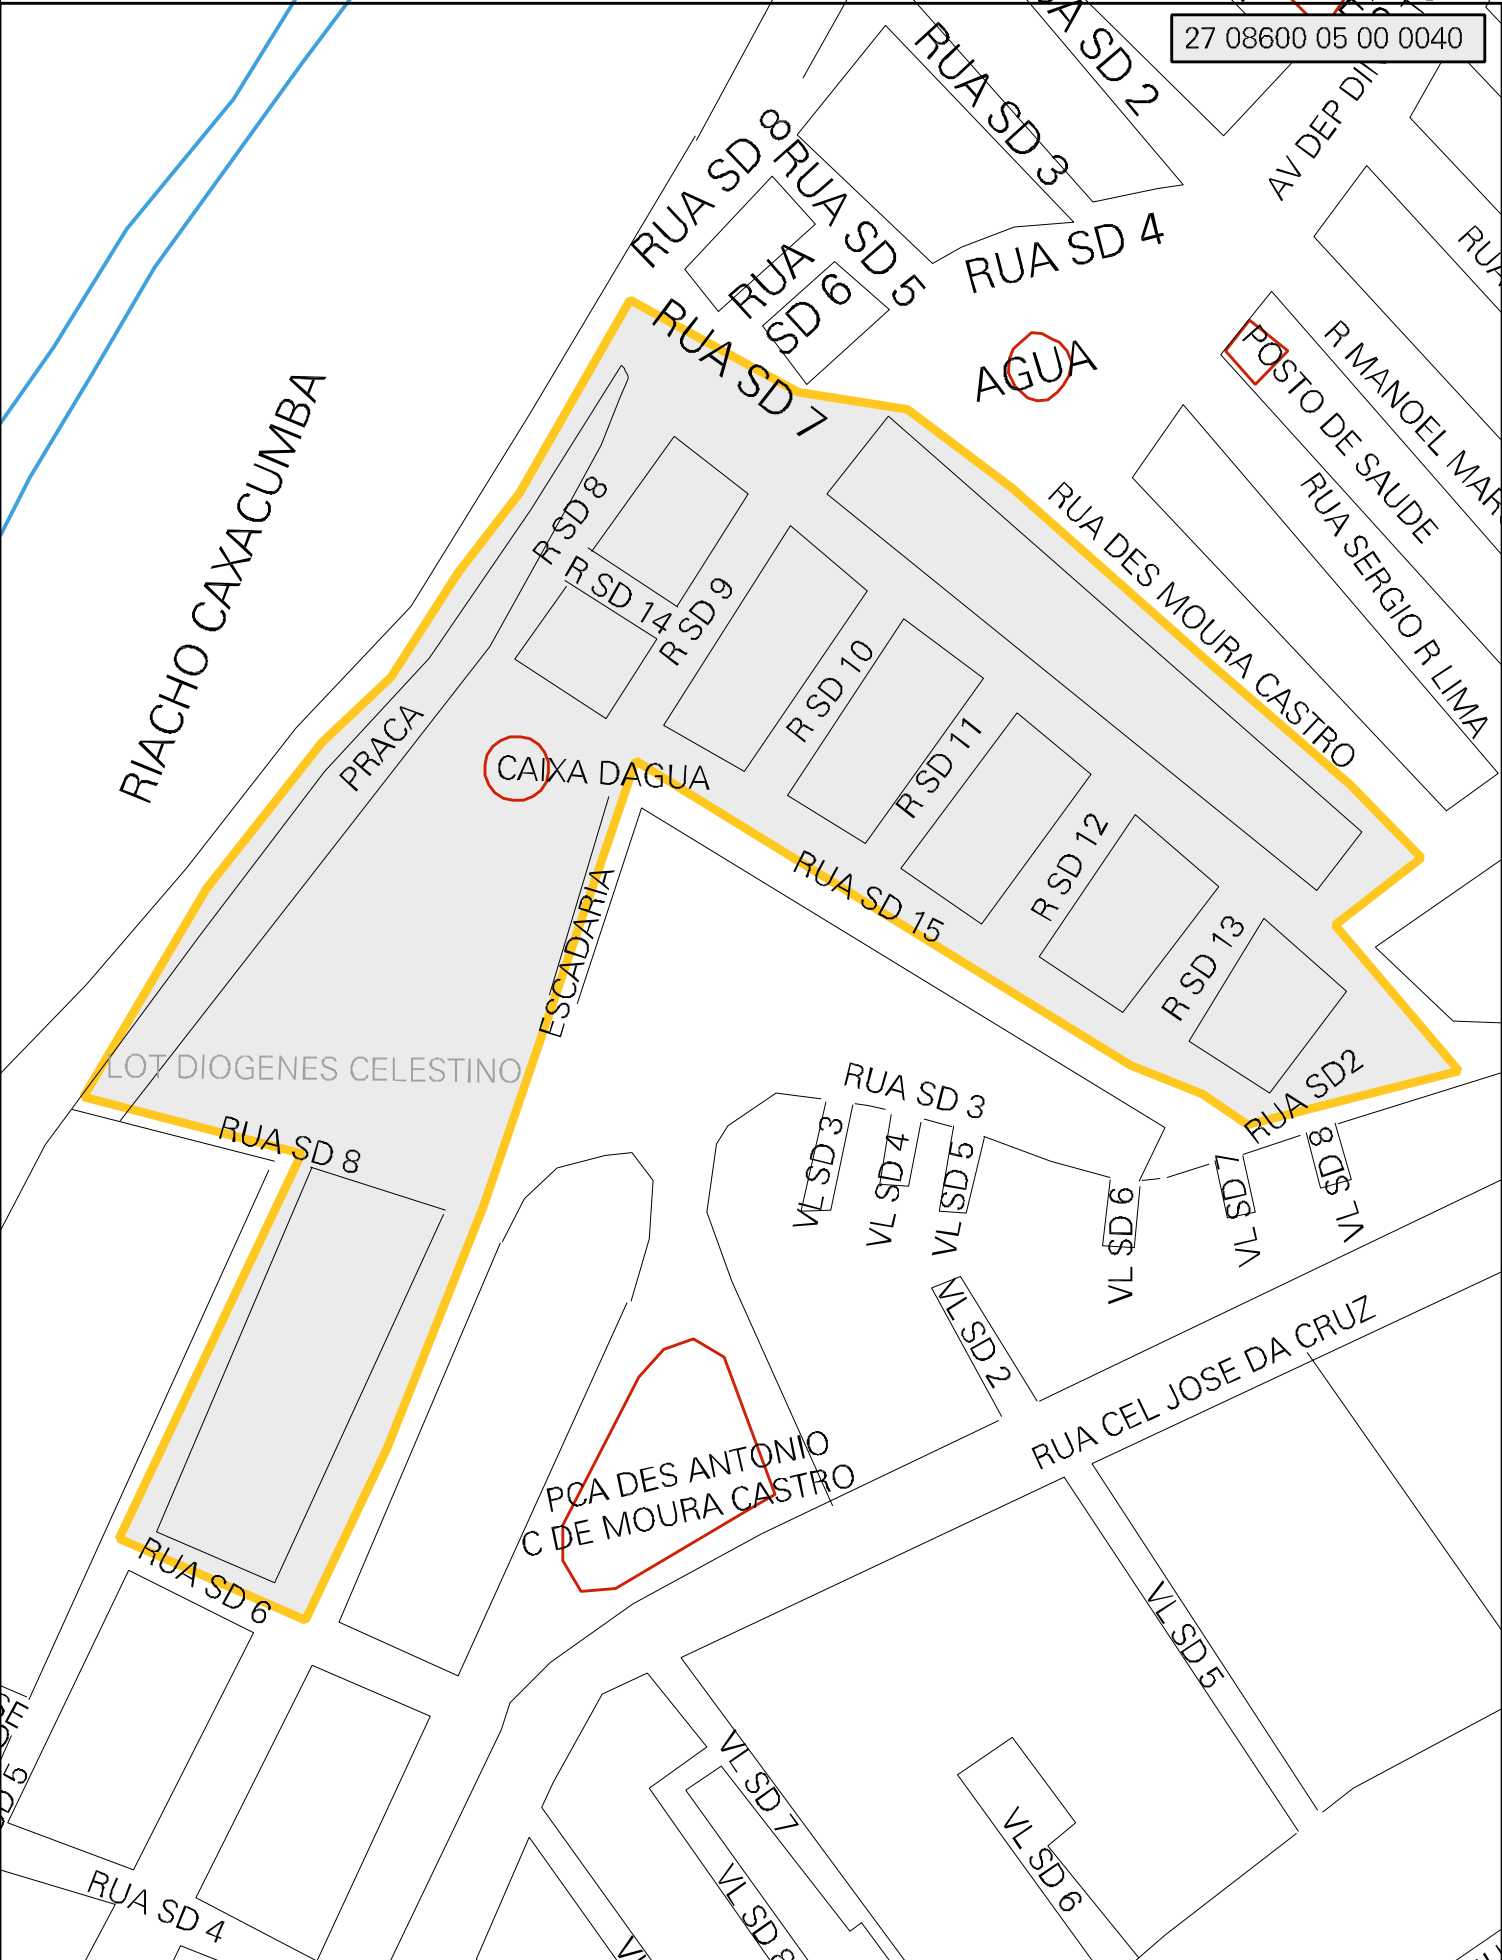 27 08600 05 00 0040
RUA SD 3
SD 2
AV DEP
RUA SD 8
RUA SD 5
RUA SD 4
RUA
SD 6
RUA
RUA SD 7
AGUA
POSTO DE SAUDE
R MANOEL
RUA SERGIO R LIMA
RUA DES MOURA CASTRO
RIACHO CAXACUMBA
R SD 8
R SD 14
R SD 9
R SD 10
R SD 11
R SD 12
R SD 13
PRACA
CAIXA DAGUA
RUA SD 15
ESCADARIA
LOT DIOGENES CELESTINO
RUA SD 8
RUA SD2
RUA SD 3
VL SD 3
VL SD 4
VL SD 5
VL SD 6
VL SD 7
VL SD 8
VL SD 2
RUA CEL JOSE DA CRUZ
PCA DES ANTONIO
C DE MOURA CASTRO
RUA SD 6
VL SD 5
VL SD 7
VL SD 6
VL SD 8
RUA SD 4